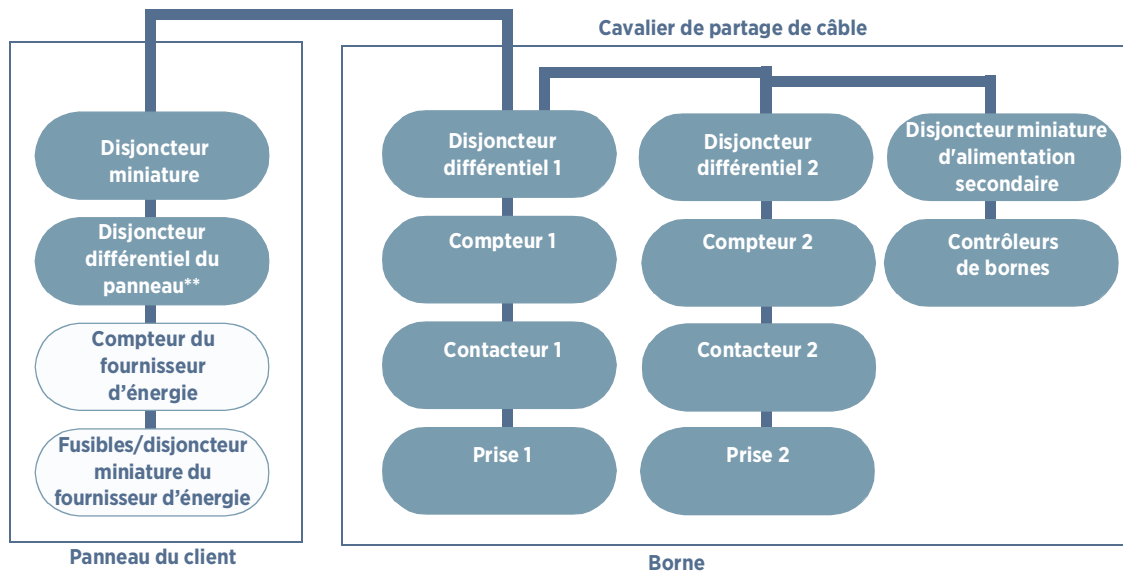 Cavalier de partage de câble
Disjoncteur
miniature
Disjoncteur
différentiel du
panneau**
Compteur du
fournisseur
d’énergie
Fusibles/disjoncteur
miniature du
fournisseur d’énergie
Panneau du client
Disjoncteur
différentiel 1
Compteur 1
Contacteur 1
Prise 1
Disjoncteur
différentiel 2
Compteur 2
Contacteur 2
Prise 2
Disjoncteur miniature
d'alimentation
secondaire
Contrôleurs
de bornes
Borne